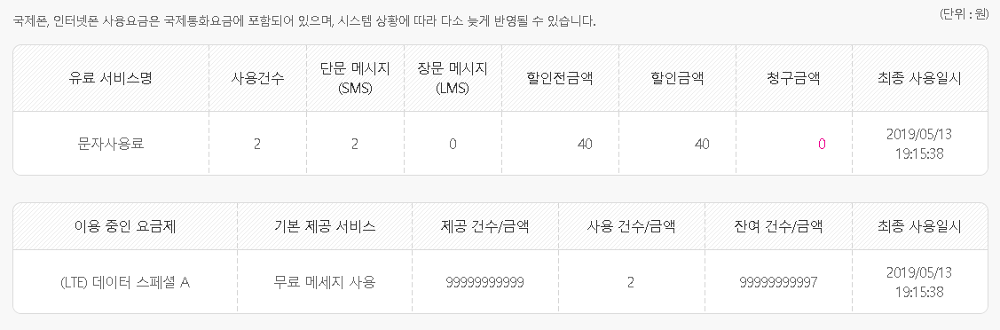 (단위 : 원)
국제폰, 인터넷폰 사용요금은 국제통화요금에 포함되어 있으며, 시스템 상황에 따라 다소 늦게 반영될 수 있습니다.
유료 서비스명 사용건수 단문 메시지 (SMS) 장문 메시지 (LMS) 할인전금액 할인금액 청구금액 최종 사용일시
문자사용료 2 2 0 40 40 0 2019/05/13 19:15:38
이용 중인 요금제 기본 제공 서비스 제공 건수/금액 사용 건수/금액 잔여 건수/금액 최종 사용일시
(LTE) 데이터 스페셜 A 무료 메세지 사용 99999999999 2 99999999997 2019/05/13 19:15:38